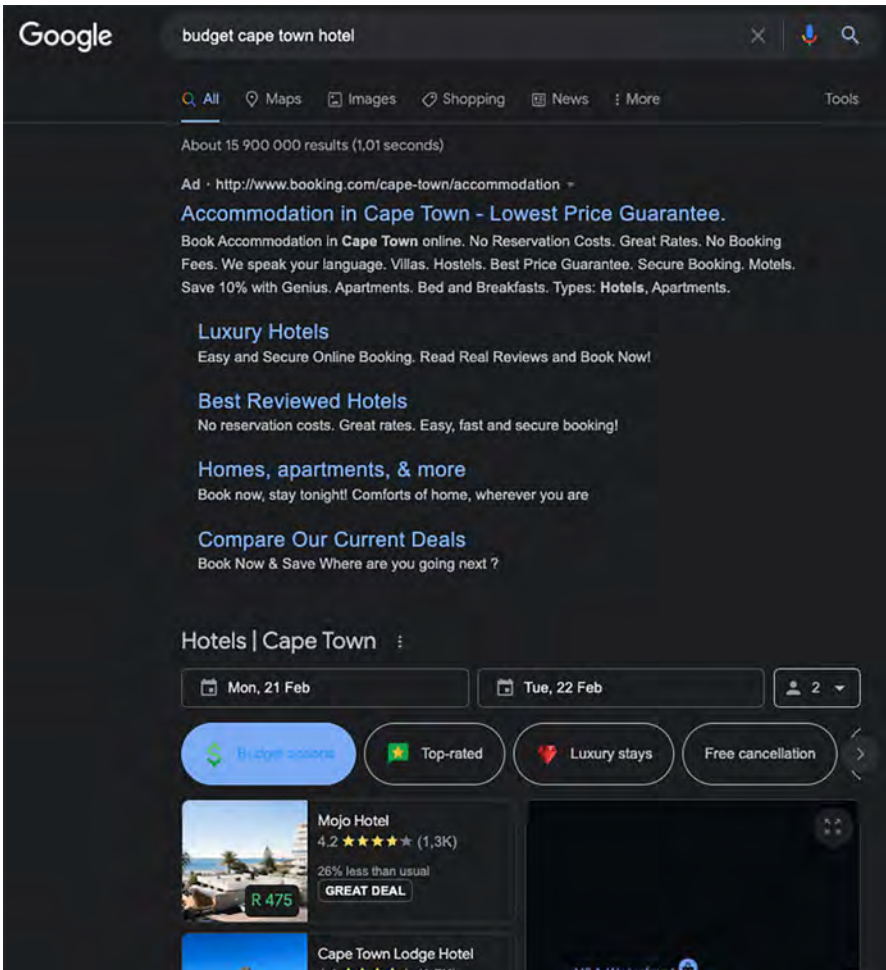 Google
budget cape town hotel
All Maps Images Shopping News More Tools
About 15 900 000 results (1,01 seconds)
Ad · http://www.booking.com/cape-town/accommodation
Accommodation in Cape Town - Lowest Price Guarantee.
Book Accommodation in Cape Town online. No Reservation Costs. Great Rates. No Booking
Fees. We speak your language. Villas. Hostels. Best Price Guarantee. Secure Booking. Motels.
Save 10% with Genius. Apartments. Bed and Breakfasts. Types: Hotels, Apartments.
Luxury Hotels
Easy and Secure Online Booking. Read Real Reviews and Book Now!
Best Reviewed Hotels
No reservation costs. Great rates. Easy, fast and secure booking!
Homes, apartments, & more
Book now, stay tonight! Comforts of home, wherever you are
Compare Our Current Deals
Book Now & Save Where are you going next ?
Hotels | Cape Town
Mon, 21 Feb Tue, 22 Feb 2
Budget options Top-rated Luxury stays Free cancellation
Mojo Hotel
4.2 (1,3K)
26% less than usual
GREAT DEAL
R 475
Cape Town Lodge Hotel